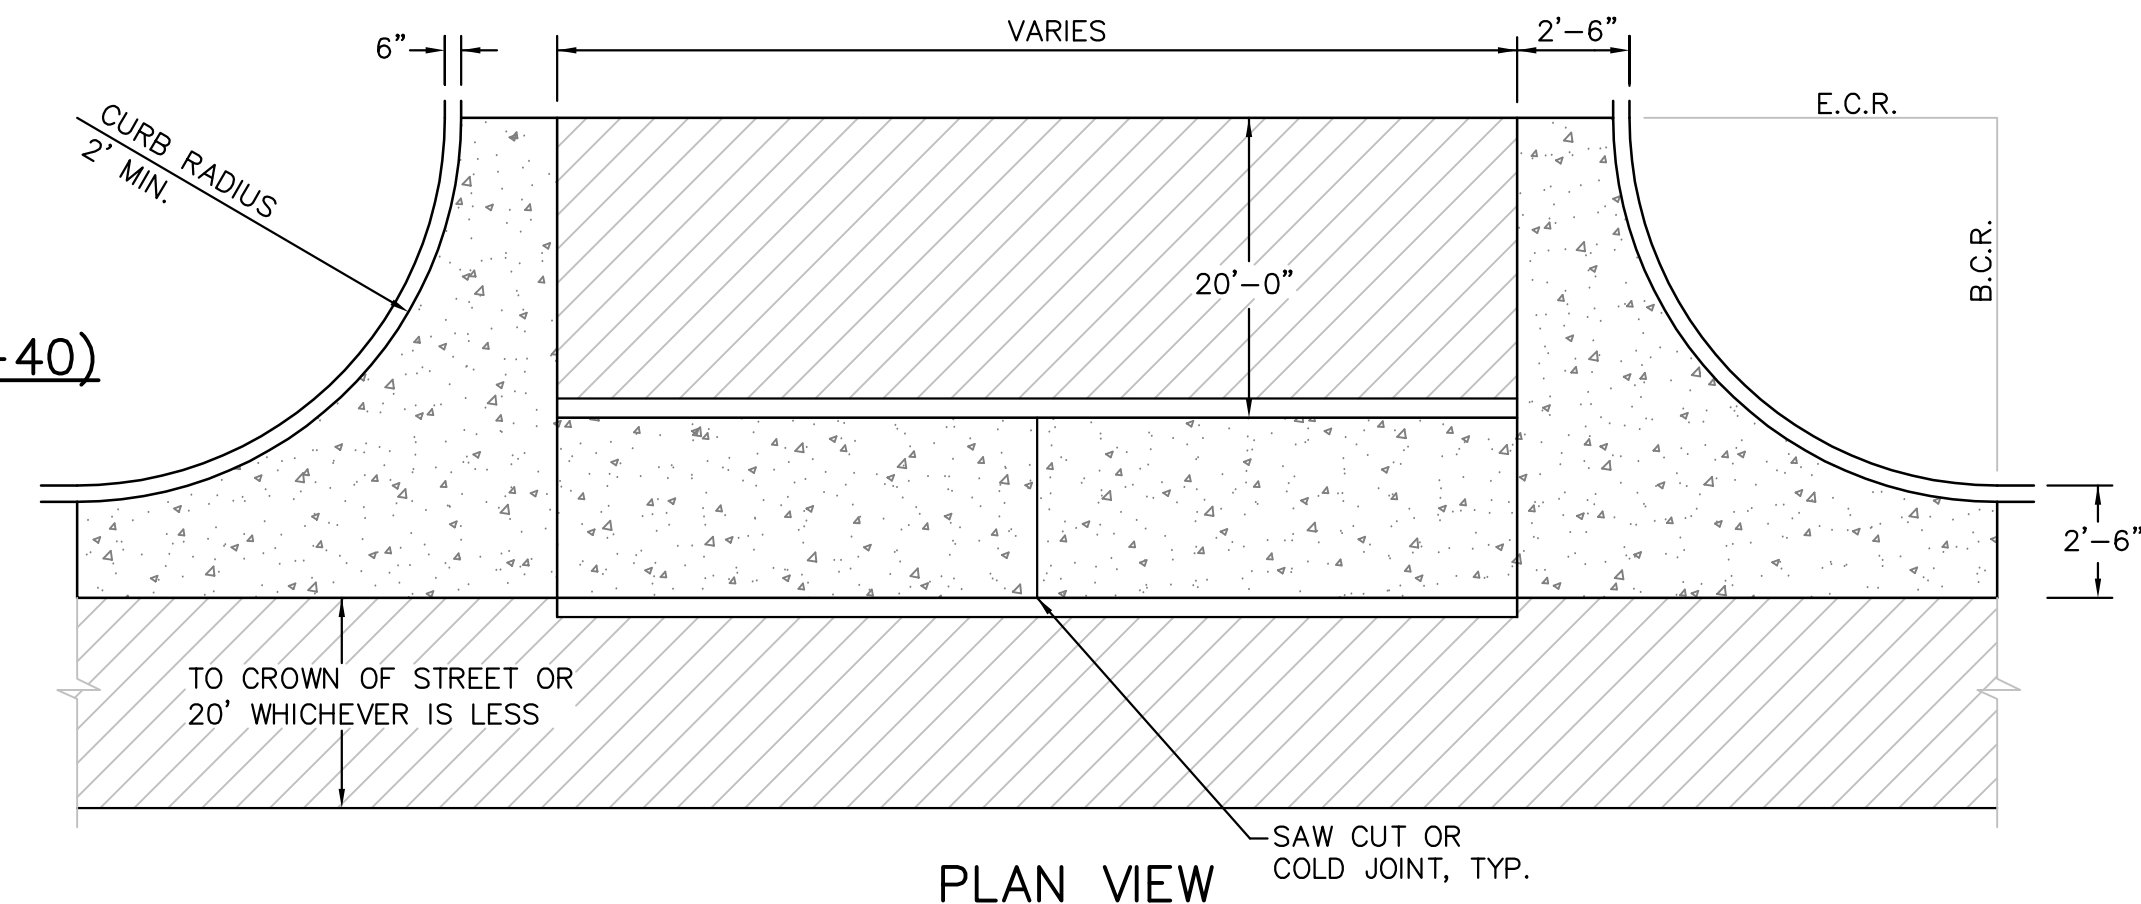 6”
VARIES
2’-6”
E.C.R.
CURB RADIUS
2’ MIN.
B.C.R.
20’-0”
-40)
2’-6”
TO CROWN OF STREET OR
20’ WHICHEVER IS LESS
SAW CUT OR
COLD JOINT, TYP.
PLAN VIEW